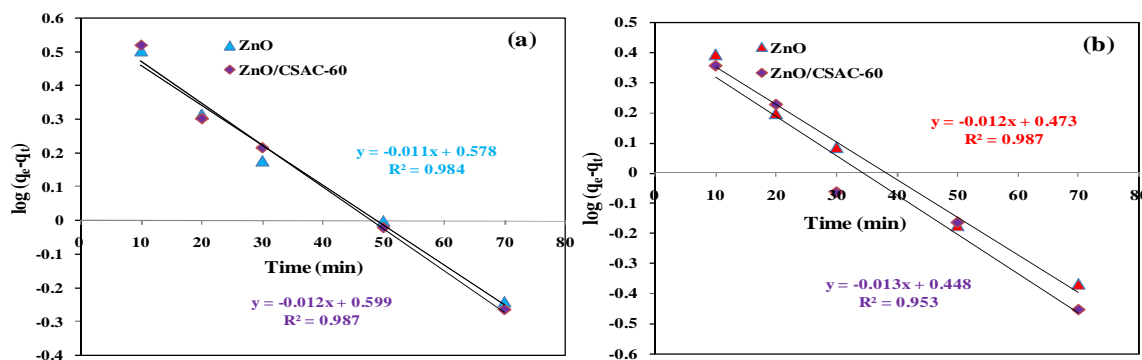 0.6
0.5
0.4
0.3
0.2
0.1
0
-0.1
-0.2
-0.3
-0.4
0
10
20
30
40
50
60
70
80
log (qe-qt)
Time (min)
(a)
ZnO
ZnO/CSAC-60
y = -0.011x + 0.578
R² = 0.984
y = -0.012x + 0.599
R² = 0.987
-0.5
0.4
0.3
0.2
0.1
0
-0.1
-0.2
-0.3
-0.4
-0.5
-0.6
0
10
20
30
40
50
60
70
80
log (qe-qt)
Time (min)
(b)
ZnO
ZnO/CSAC-60
y = -0.012x + 0.473
R² = 0.987
y = -0.013x + 0.448
R² = 0.953